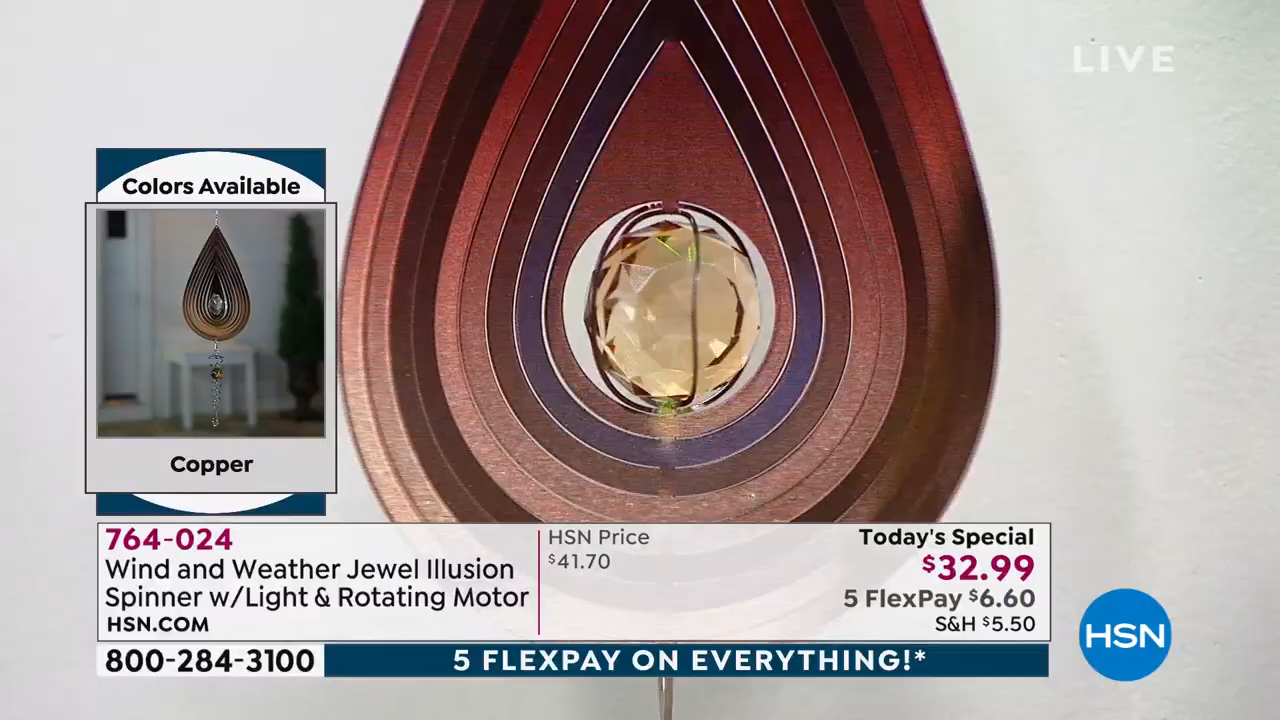 LIVE
Colors Available
Copper
764-024
Wind and Weather Jewel Illusion
Spinner w/Light & Rotating Motor
HSN.COM
HSN Price
$41.70
Today's Special
$32.99
5 FlexPay $6.60
S&H $5.50
800-284-3100
5 FLEXPAY ON EVERYTHING!*
HSN